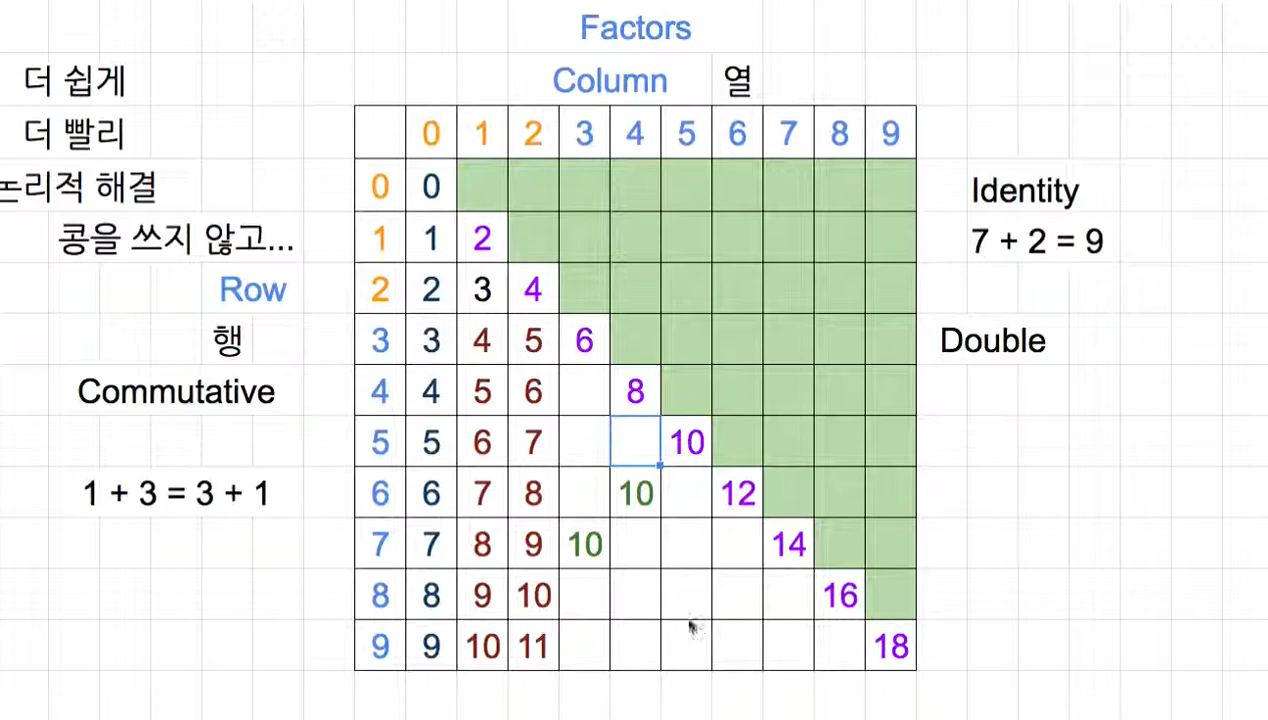 Factors
더 쉽게 Column 열
더 빨리 0 1 2 3 4 5 6 7 8 9
논리적 해결 0 0 Identity
콩을 쓰지 않고... 1 1 2 7 + 2 = 9
Row 2 2 3 4
행 3 3 4 5 6 Double
Commutative 4 4 5 6 8
5 5 6 7 10
1 + 3 = 3 + 1 6 6 7 8 10 12
7 7 8 9 10 14
8 8 9 10 16
9 9 10 11 18